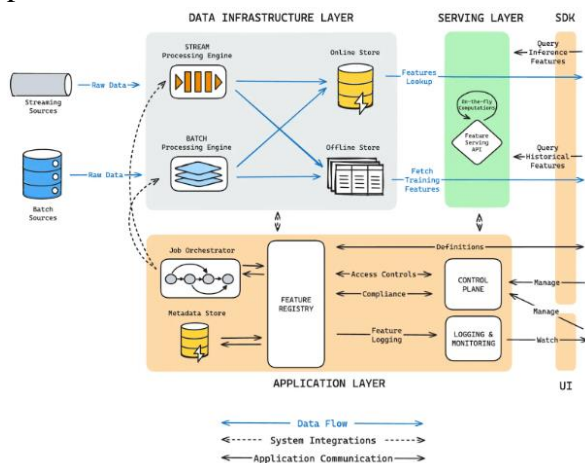 DATA INFRASTRUCTURE LAYER
SERVING LAYER
SDK
STREAM
Processing Engine
Online Store
Query
Inference
Features
Streaming
Sources
Raw Data
Features
Lookup
On-the-fly
Computations
Feature
Serving
API
BATCH
Processing Engine
Offline Store
Query
Historical
Features
Raw Data
Fetch
Training
Features
Batch
Sources
Job Orchestrator
Definitions
FEATURE
REGISTRY
Access Controls
Compliance
CONTROL
PLANE
Manage
Metadata Store
Manage
Feature
Logging
LOGGING &
MONITORING
Watch
APPLICATION LAYER
UI
Data Flow
System Integrations
Application Communication